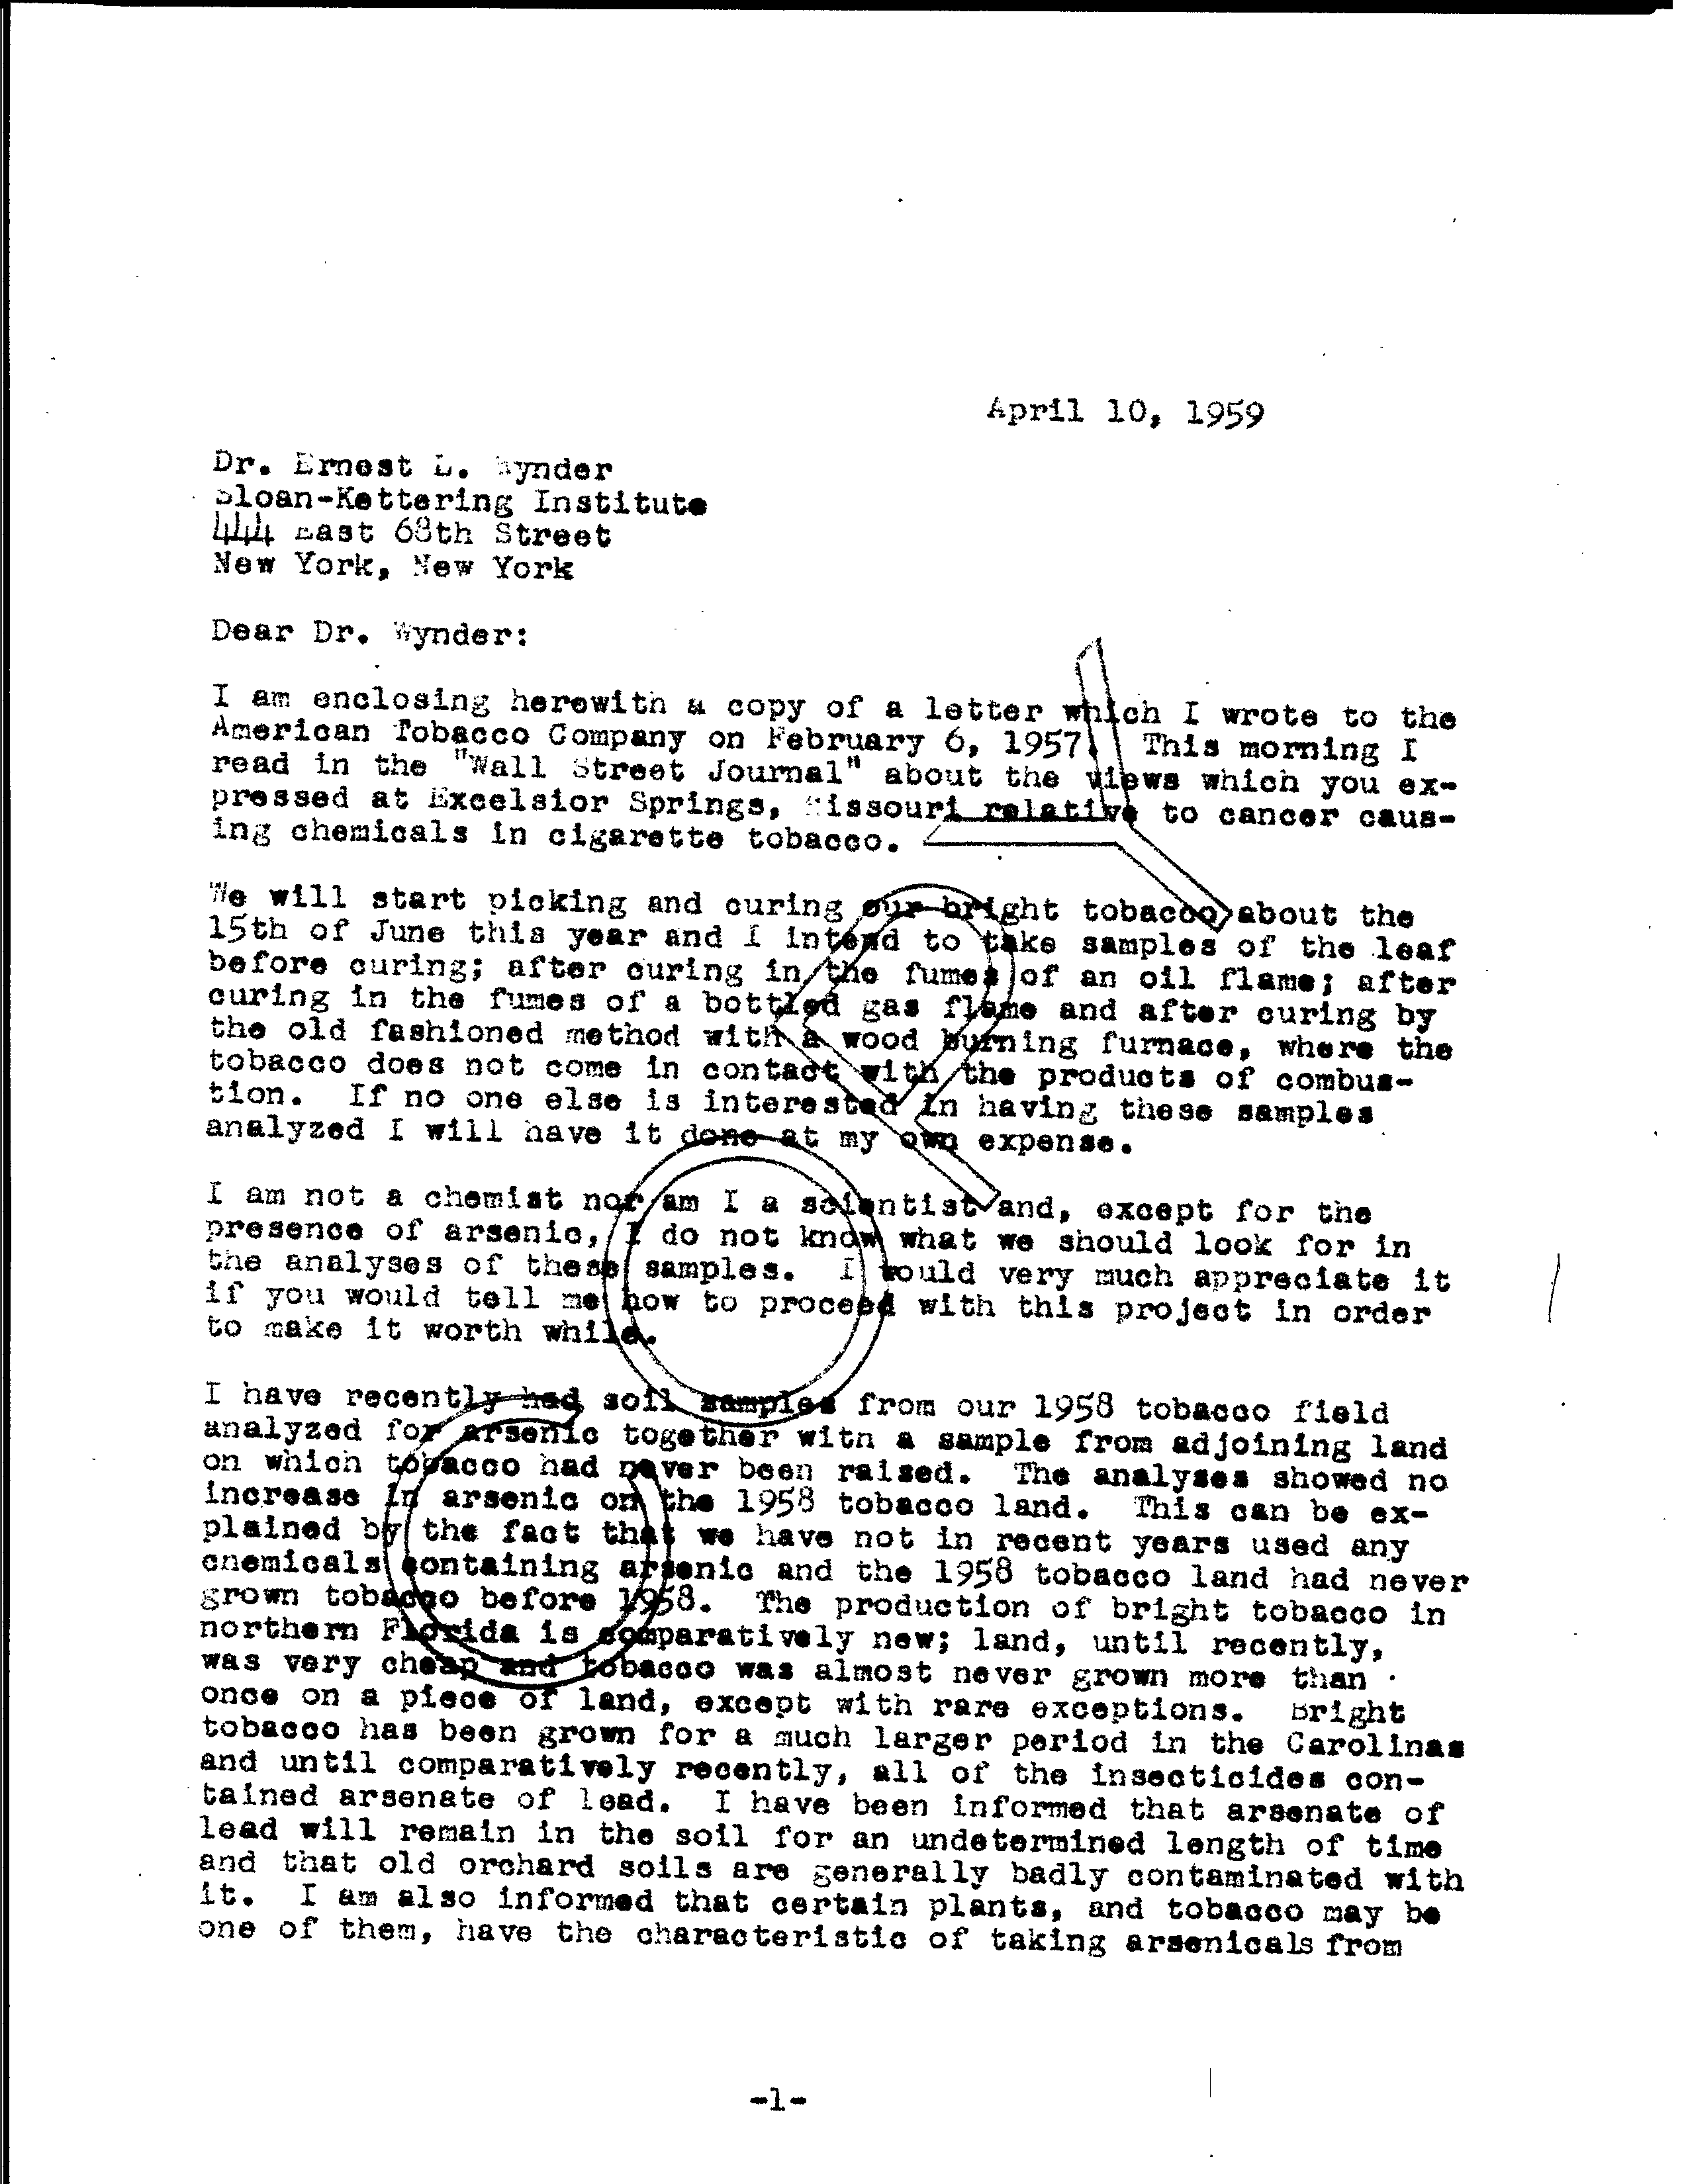 April 10, 1959
Dr. Ernest L. Wynder
Sloan-Kettering Institute
444 East 68th Street
New York, New York
Dear Dr. Wynder:
I am enclosing herewith a copy of a letter which I wrote to the
American Tobacco Company on February 6, 1957. This morning I
read in the "Wall Street Journal" about the views which you ex-
pressed at Excelsior Springs, Missouri relative to cancer caus-
ing chemicals in cigarette tobacco.
We will start picking and curing our bright tobacco about the
15th of June this year and I intend to take samples of the leaf
before curing; after curing in the fumes of an oil flame; after
curing in the fumes of a bottled gas flame and after curing by
the old fashioned method with a wood burning furnace, where the
tobacco does not come in contact with the products of combus-
tion. If no one else is interested in having these samples
analyzed I will have it done at my own expense.
I am not a chemist nor am I a scientist and, except for the
presence of arsenic, I do not know what we should look for in
the analyses of these samples. I would very much appreciate it
if you would tell me how to proceed with this project in order
to make it worth while.
I have recently had soil samples from our 1958 tobacco field
analyzed for arsenic together with a sample from adjoining land
on which tobacco had never been raised. The analyses showed no
increase in arsenic on the 1958 tobacco land. This can be ex-
plained by the fact that we have not in recent years used any
chemicals containing arsenic and the 1958 tobacco land had never
grown tobacco before 1958. The production of bright tobacco in
northern Florida is comparatively new; land, until recently,
was very cheap and tobacco was almost never grown more than
once on a piece of land, except with rare exceptions. Bright
tobacco has been grown for a much larger period in the Carolinas
and until comparatively recently, all of the insecticides con-
tained arsenate of lead. I have been informed that arsenate of
lead will remain in the soil for an undetermined length of time
and that old orchard soils are generally badly contaminated with
it. I am also informed that certain plants, and tobacco may be
one of them, have the characteristic of taking arsenicals from
-1-
COPY